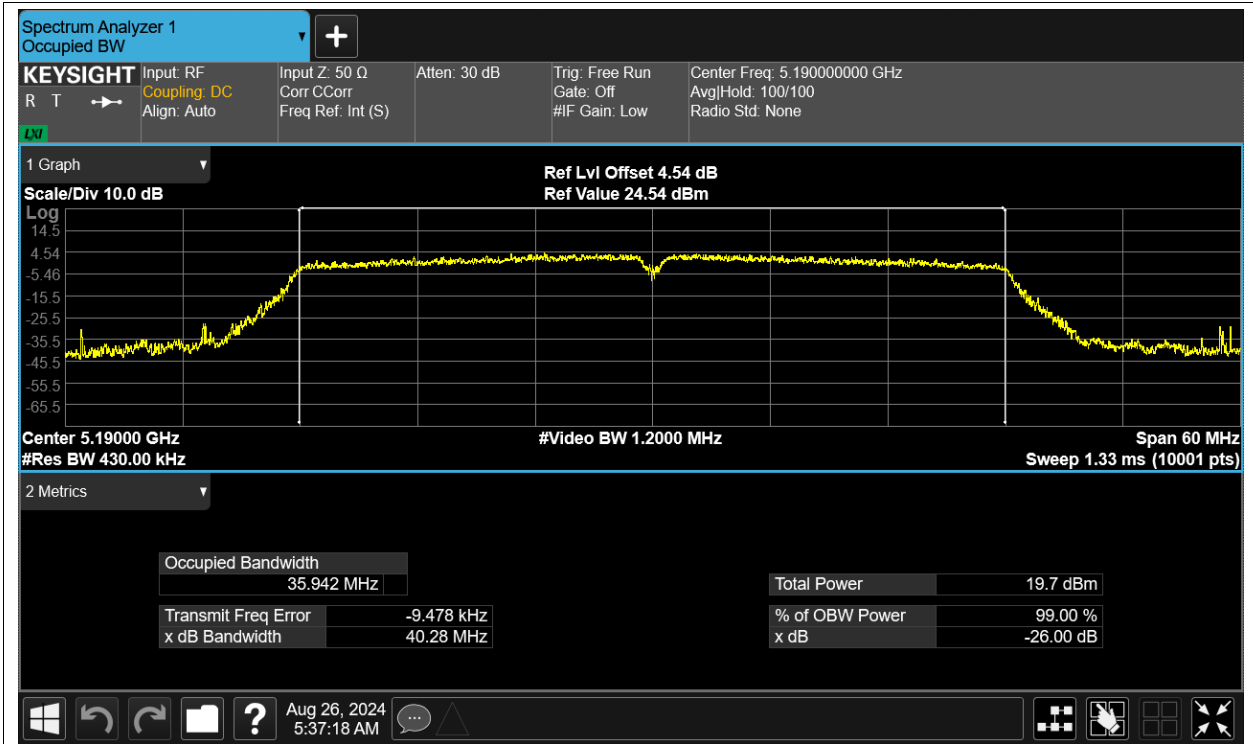 Spectrum Analyzer 1
Occupied BW
KEYSIGHT
R T
LXI
Input: RF
Coupling: DC
Align: Auto
Input Z: 50 Ω
Corr CCorr
Freq Ref: Int (S)
Atten: 30 dB
Trig: Free Run
Gate: Off
#IF Gain: Low
Center Freq: 5.190000000 GHz
Avg|Hold: 100/100
Radio Std: None
1 Graph
Scale/Div 10.0 dB
Ref Lvl Offset 4.54 dB
Ref Value 24.54 dBm
Log
14.5
4.54
-5.46
-15.5
-25.5
-35.5
-45.5
-55.5
-65.5
Center 5.19000 GHz
#Res BW 430.00 kHz
#Video BW 1.2000 MHz
Span 60 MHz
Sweep 1.33 ms (10001 pts)
2 Metrics
Occupied Bandwidth
35.942 MHz
Transmit Freq Error -9.478 kHz
x dB Bandwidth 40.28 MHz
Total Power 19.7 dBm
% of OBW Power 99.00 %
x dB -26.00 dB
?
Aug 26, 2024
5:37:18 AM